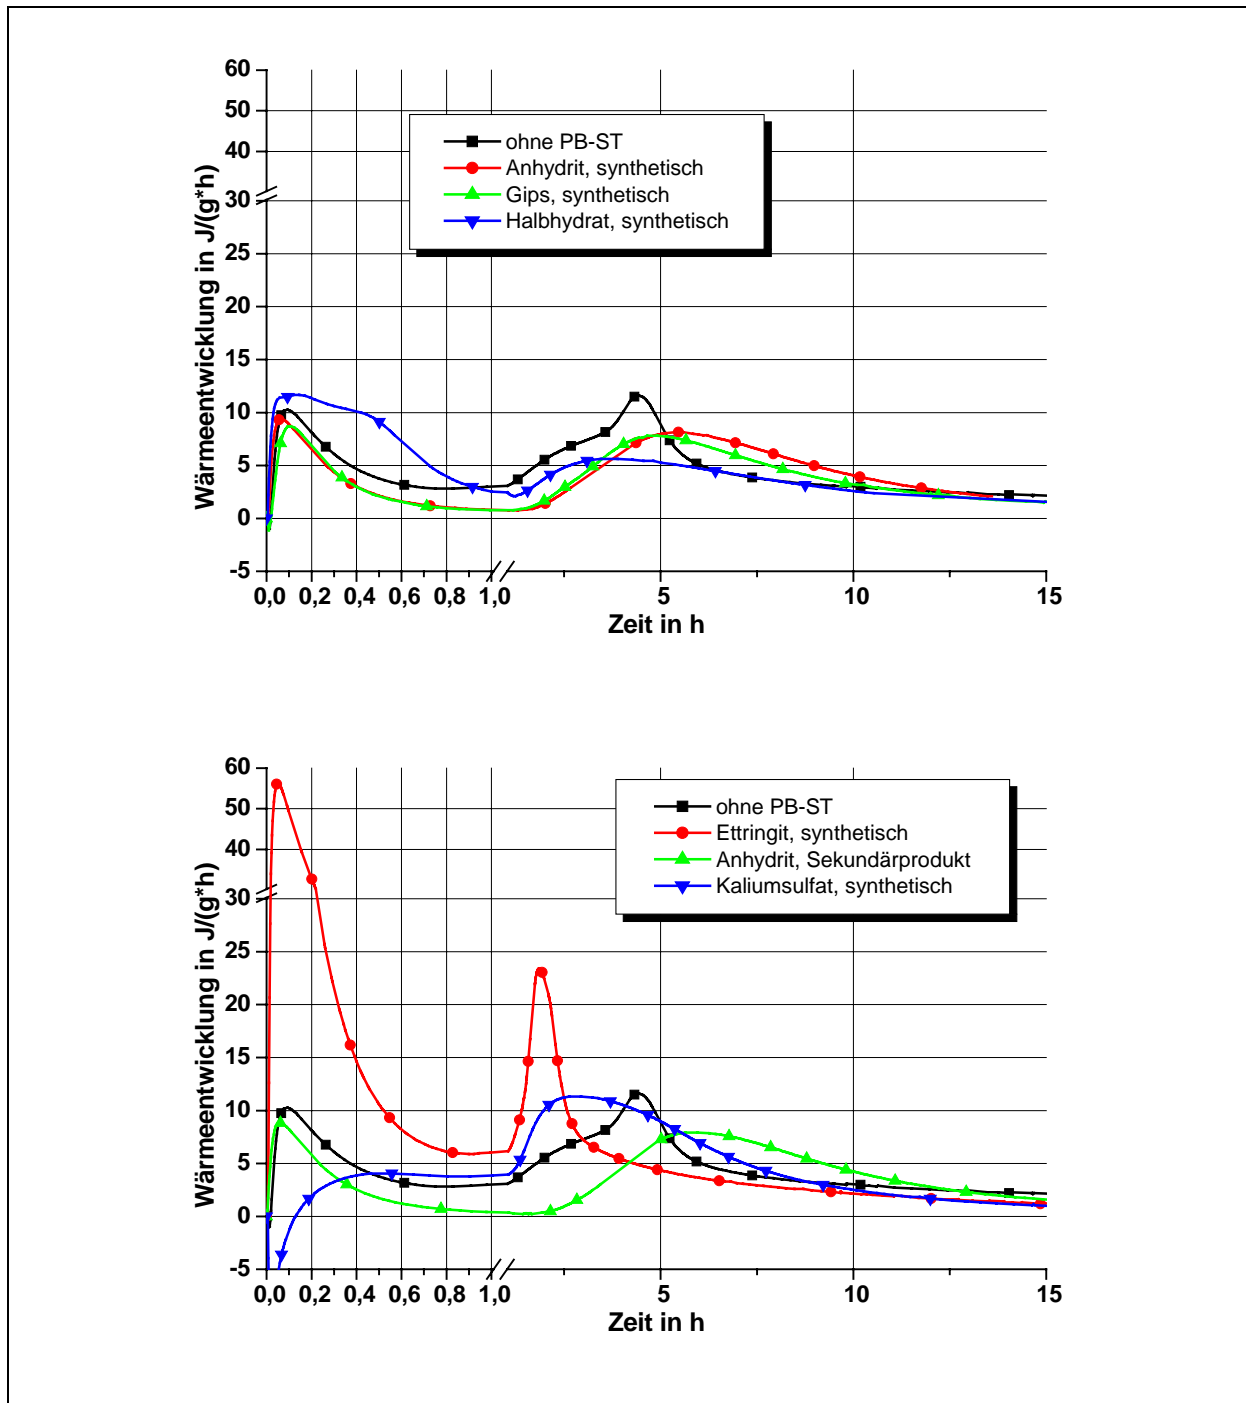 60
50
40
30
25
20
15
10
5
0
-5
Wärmeentwicklung in J/(g*h)
ohne PB-ST
Anhydrit, synthetisch
Gips, synthetisch
Halbhydrat, synthetisch
0,0 0,2 0,4 0,6 0,8 1,0 5 10 15
Zeit in h
60
50
40
30
25
20
15
10
5
0
-5
Wärmeentwicklung in J/(g*h)
ohne PB-ST
Ettringit, synthetisch
Anhydrit, Sekundärprodukt
Kaliumsulfat, synthetisch
0,0 0,2 0,4 0,6 0,8 1,0 5 10 15
Zeit in h